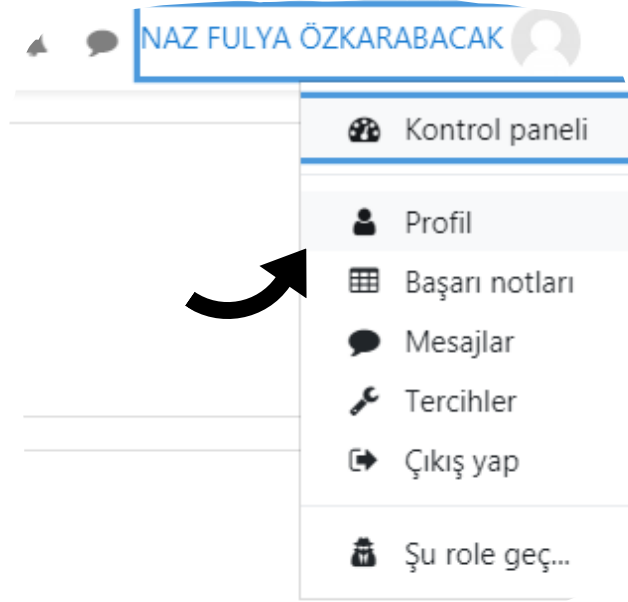 NAZ FULYA ÖZKARABACAK
Kontrol paneli
Profil
Başarı notları
Mesajlar
Tercihler
Çıkış yap
Şu role geç...